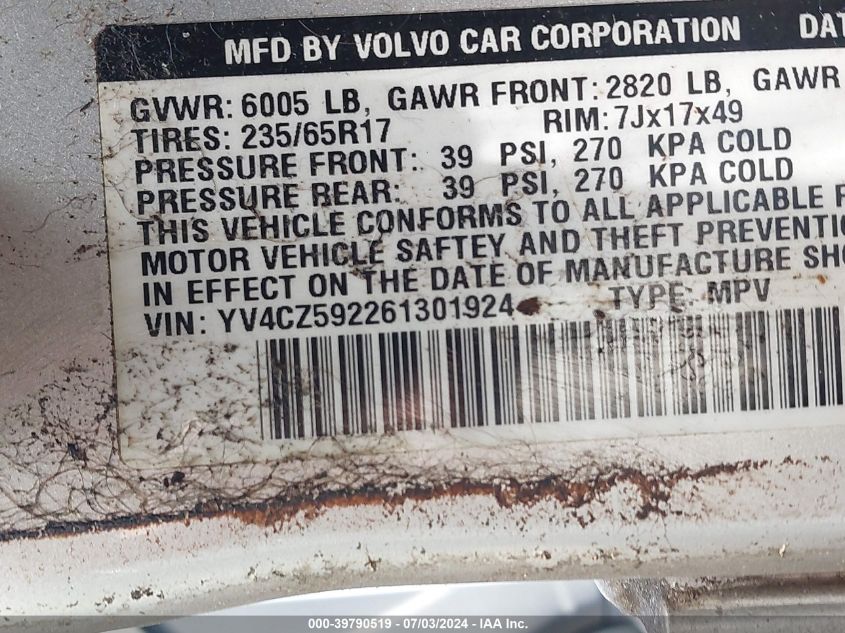 MFD BY VOLVO CAR CORPORATION DAT
GVWR: 6005 LB, GAWR FRONT: 2820 LB, GAWR
TIRES: 235/65R17 RIM: 7Jx17x49
PRESSURE FRONT: 39 PSI, 270 KPA COLD
PRESSURE REAR: 39 PSI, 270 KPA COLD
THIS VEHICLE CONFORMS TO ALL APPLICABLE F
MOTOR VEHICLE SAFTEY AND THEFT PREVENTIO
IN EFFECT ON THE DATE OF MANUFACTURE SHO
VIN: YV4CZ592261301924 TYPE: MPV
000-39790519 / 07/03/2024 - IAA Inc.